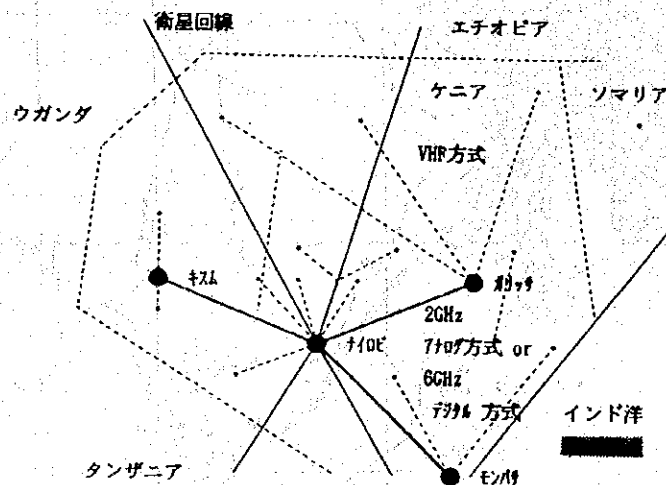 衛星回線
エチオピア
ケニア
ソマリア
ウガンダ
VHF方式
キスム
ガリッサ
2GHz
ナイロビ
アナログ方式 or
6GHz
デジタル 方式
インド洋
タンザニア
モンバサ